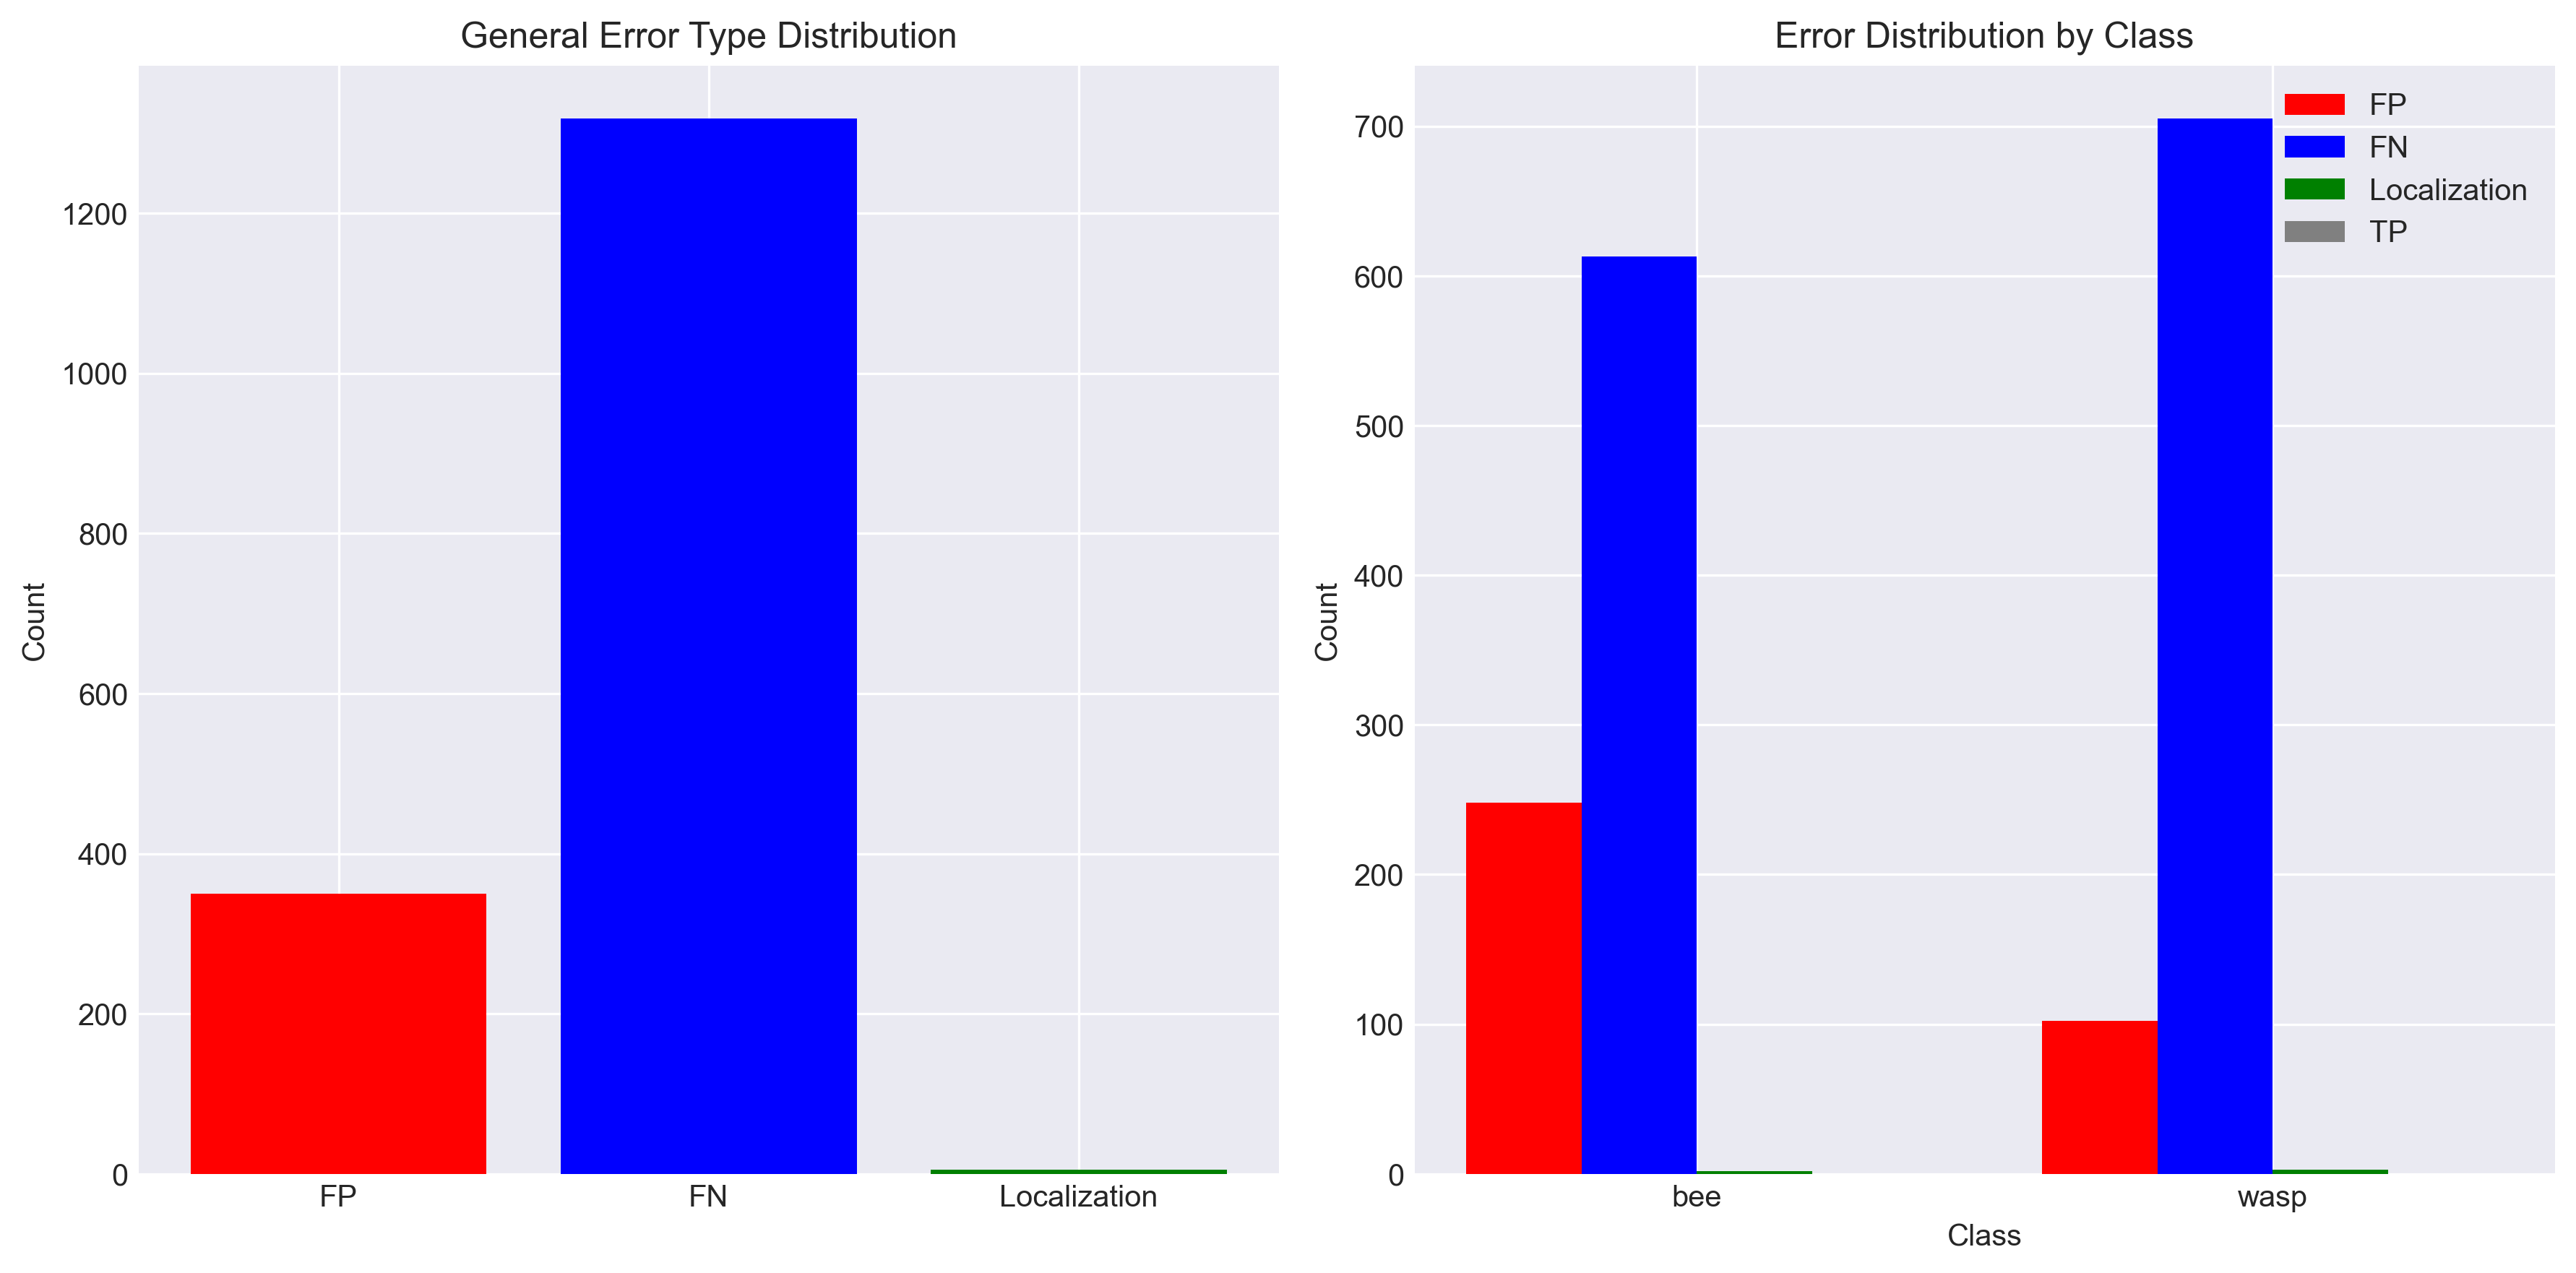 General Error Type Distribution
Count
1200
1000
800
600
400
200
0
FP
FN
Localization
Error Distribution by Class
Count
700
600
500
400
300
200
100
0
bee
wasp
Class
FP
FN
Localization
TP